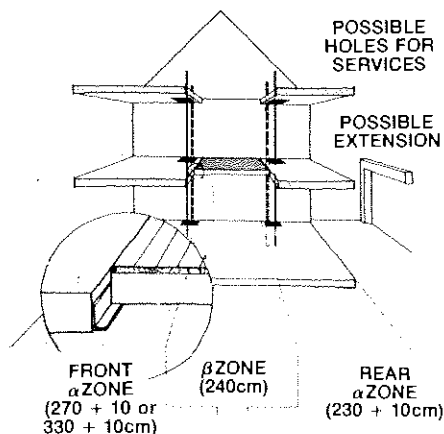 POSSIBLE
HOLES FOR
SERVICES
POSSIBLE
EXTENSION
FRONT
αZONE
(270 + 10 or
330 + 10cm)
βZONE
(240cm)
REAR
αZONE
(230 + 10cm)